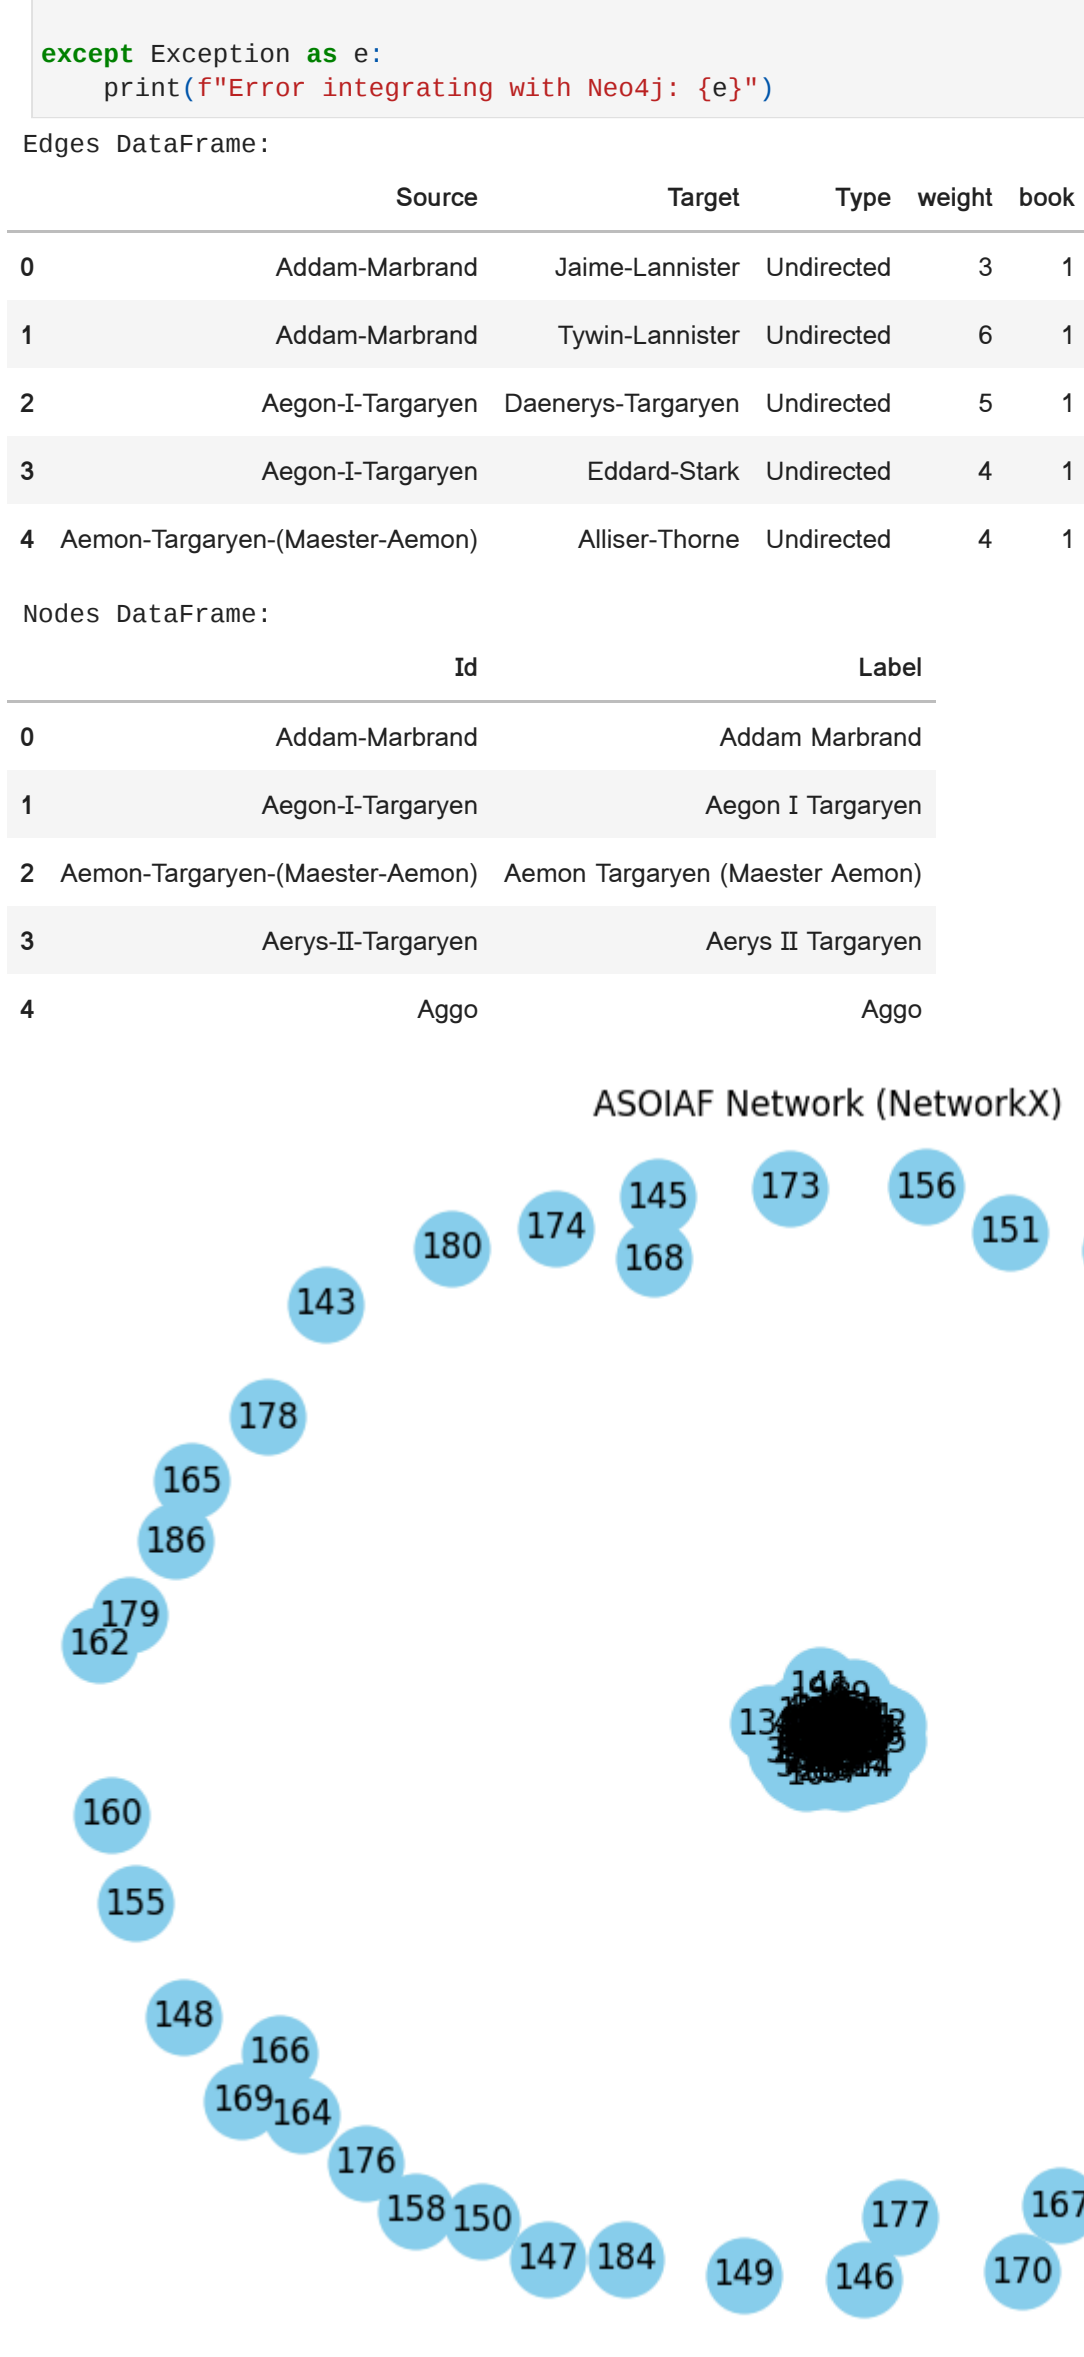 except Exception as e:
print(f"Error integrating with Neo4j: {e}")
Edges DataFrame:
Source Target Type weight book
0 Addam-Marbrand Jaime-Lannister Undirected 3 1
1 Addam-Marbrand Tywin-Lannister Undirected 6 1
2 Aegon-I-Targaryen Daenerys-Targaryen Undirected 5 1
3 Aegon-I-Targaryen Eddard-Stark Undirected 4 1
4 Aemon-Targaryen-(Maester-Aemon) Alliser-Thorne Undirected 4 1
Nodes DataFrame:
Id Label
0 Addam-Marbrand Addam Marbrand
1 Aegon-I-Targaryen Aegon I Targaryen
2 Aemon-Targaryen-(Maester-Aemon) Aemon Targaryen (Maester Aemon)
3 Aerys-II-Targaryen Aerys II Targaryen
4 Aggo Aggo
ASOIAF Network (NetworkX)
145 173 156
174 151
180 168
143
178
165
186
179
162
141
160
155
148
166
169 164
176
158 150 177 167
147 184 149 146 170